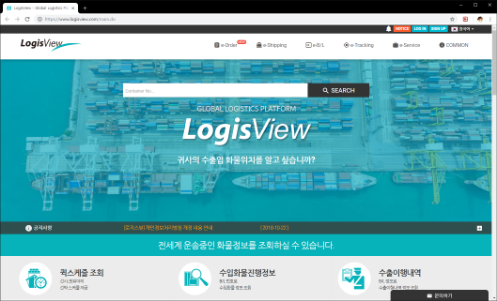 LogisView - Global Logistics Pl
https://www.logisview.com/main.do
NOTICE LOG IN SIGN UP 한국어
LogisView
e-Order e-Shipping e-B/L e-Tracking e-Service COMMON
Container No...
SEARCH
GLOBAL LOGISTICS PLATFORM
LogisView
귀사의 수출입 화물위치를 알고 싶습니까?
공지사항
전세계 운송중인 화물정보를 조회하실 수 있습니다.
퀵스케줄 조회
수입화물진행정보
수출이행내역
문의하기